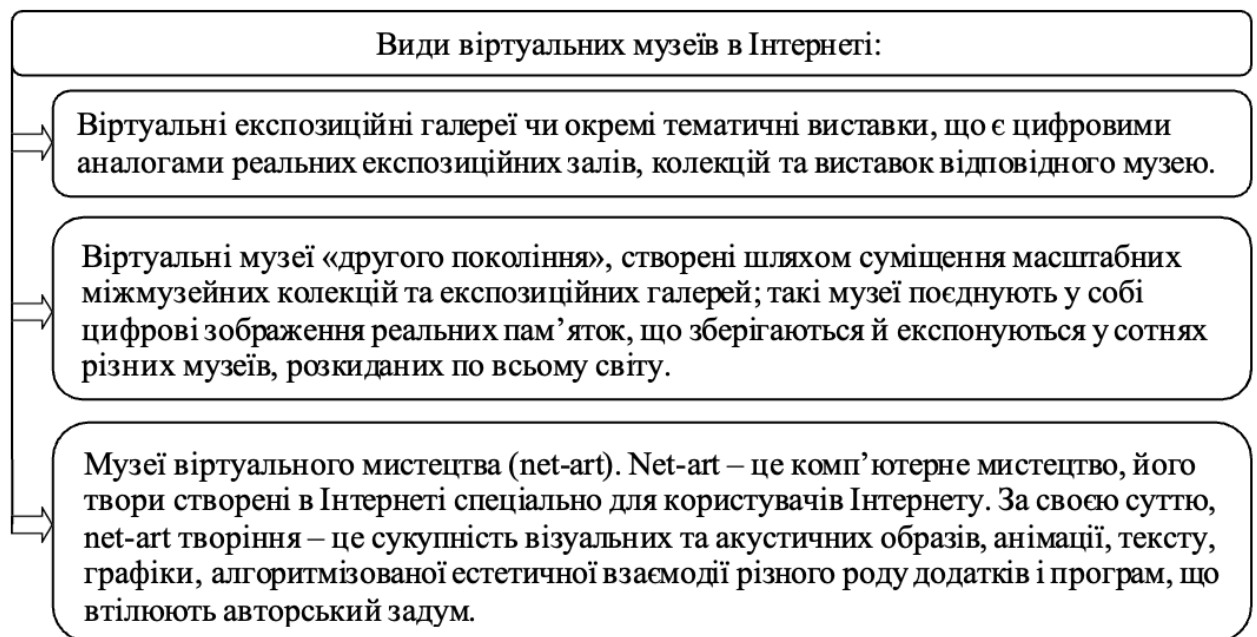 Види віртуальних музеїв в Інтернеті:
Віртуальні експозиційні галереї чи окремі тематичні виставки, що є цифровими
аналогами реальних експозиційних залів, колекцій та виставок відповідного музею.
Віртуальні музеї «другого покоління», створені шляхом суміщення масштабних
міжмузейних колекцій та експозиційних галерей; такі музеї поєднують у собі
цифрові зображення реальних пам’яток, що зберігаються й експонуються у сотнях
різних музеїв, розкиданих по всьому світу.
Музеї віртуального мистецтва (net-art). Net-art – це комп’ютерне мистецтво, його
твори створені в Інтернеті спеціально для користувачів Інтернету. За своєю суттю,
net-art творіння – це сукупність візуальних та акустичних образів, анімації, тексту,
графіки, алгоритмізованої естетичної взаємодії різного роду додатків і програм, що
втілюють авторський задум.